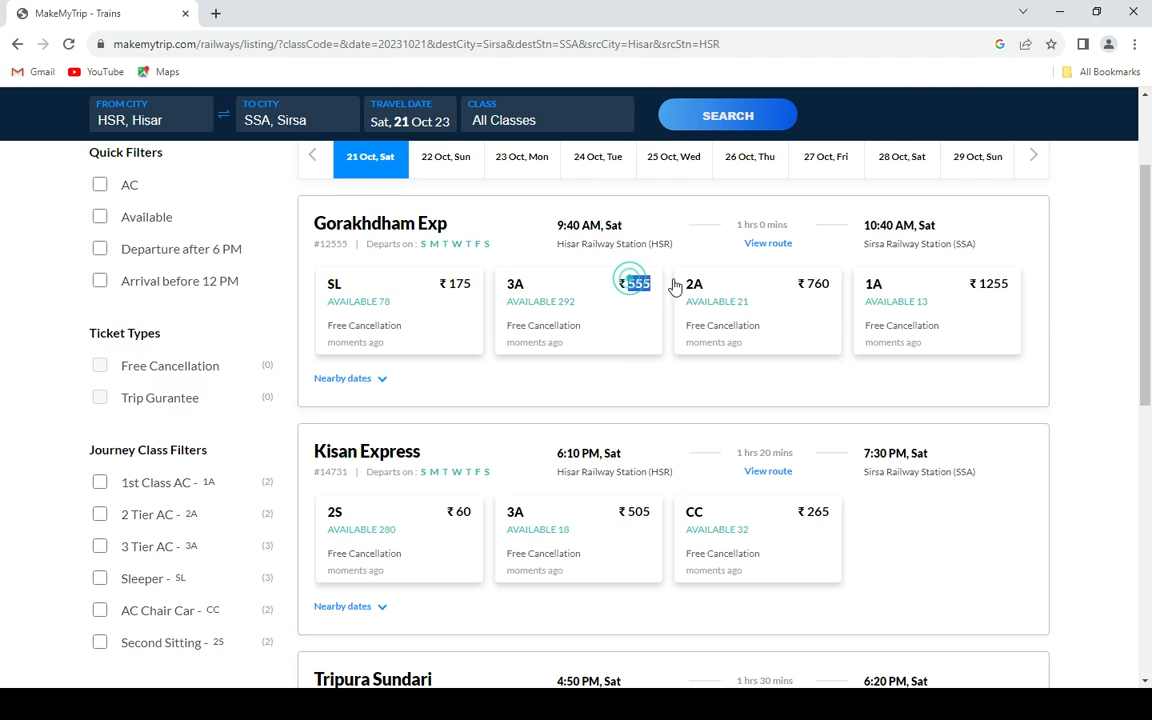 MakeMyTrip - Trains
makemytrip.com/railways/listing/?classCode=&date=20231021&destCity=Sirsa&destStn=SSA&srcCity=Hisar&srcStn=HSR
Gmail YouTube Maps All Bookmarks
FROM CITY TO CITY TRAVEL DATE CLASS
HSR, Hisar SSA, Sirsa Sat, 21 Oct 23 All Classes SEARCH
Quick Filters
AC
Available
Departure after 6 PM
Arrival before 12 PM
Ticket Types
Free Cancellation (0)
Trip Gurantee (0)
Journey Class Filters
1st Class AC - 1A (2)
2 Tier AC - 2A (2)
3 Tier AC - 3A (3)
Sleeper - SL (3)
AC Chair Car - CC (2)
Second Sitting - 2S (2)
21 Oct, Sat 22 Oct, Sun 23 Oct, Mon 24 Oct, Tue 25 Oct, Wed 26 Oct, Thu 27 Oct, Fri 28 Oct, Sat 29 Oct, Sun
Gorakhdham Exp 9:40 AM, Sat 1 hrs 0 mins 10:40 AM, Sat
#12555 | Departs on : S M T W T F S Hisar Railway Station (HSR) View route Sirsa Railway Station (SSA)
SL ₹ 175 3A ₹ 555 2A ₹ 760 1A ₹ 1255
AVAILABLE 78 AVAILABLE 292 AVAILABLE 21 AVAILABLE 13
Free Cancellation Free Cancellation Free Cancellation Free Cancellation
moments ago moments ago moments ago moments ago
Nearby dates
Kisan Express 6:10 PM, Sat 1 hrs 20 mins 7:30 PM, Sat
#14731 | Departs on : S M T W T F S Hisar Railway Station (HSR) View route Sirsa Railway Station (SSA)
2S ₹ 60 3A ₹ 505 CC ₹ 265
AVAILABLE 280 AVAILABLE 18 AVAILABLE 32
Free Cancellation Free Cancellation Free Cancellation
moments ago moments ago moments ago
Nearby dates
Tripura Sundari 4:50 PM, Sat 1 hrs 30 mins 6:20 PM, Sat